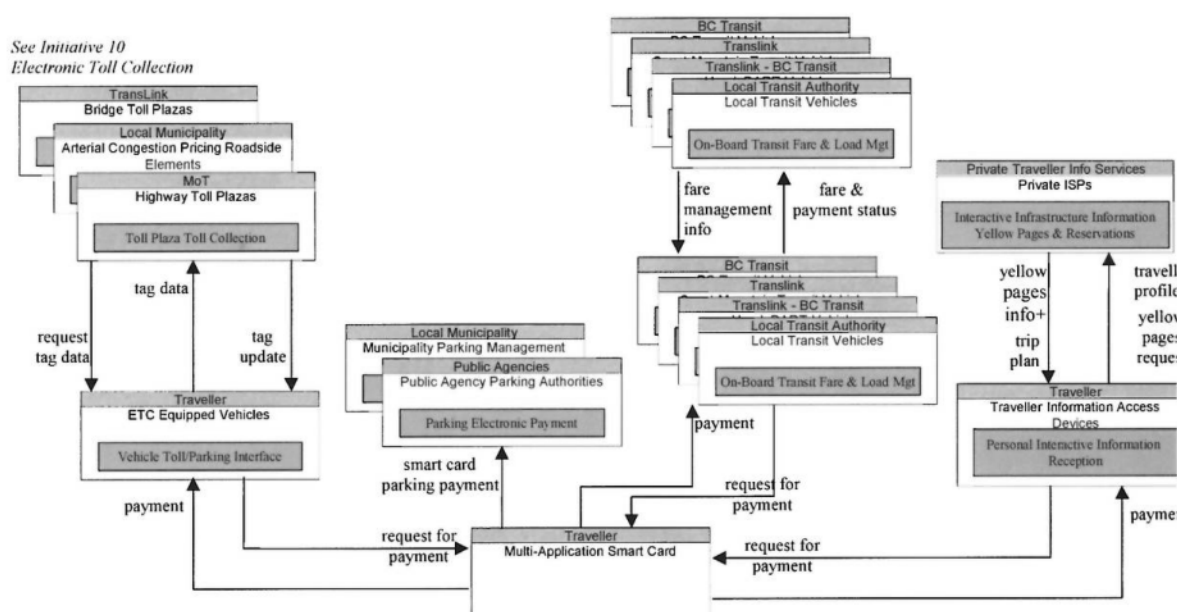 See Initiative 10
Electronic Toll Collection
TransLink
Bridge Toll Plazas
Local Municipality
Arterial Congestion Pricing Roadside
Elements
MoT
Highway Toll Plazas
Toll Plaza Toll Collection
request
tag data
tag data
tag
update
Traveller
ETC Equipped Vehicles
Vehicle Toll/Parking Interface
payment
request for
payment
Local Municipality
Municipality Parking Management
Public Agencies
Public Agency Parking Authorities
Parking Electronic Payment
smart card
parking payment
BC Transit
Translink
Translink - BC Transit
Local Transit Authority
Local Transit Vehicles
On-Board Transit Fare & Load Mgt
fare
management
info
fare &
payment status
BC Transit
Translink
Translink - BC Transit
Local Transit Authority
Local Transit Vehicles
On-Board Transit Fare & Load Mgt
payment
request for
payment
Traveller
Multi-Application Smart Card
Private Traveller Info Services
Private ISPs
Interactive Infrastructure Information
Yellow Pages & Reservations
yellow
pages
info+
trip
plan
yellow
pages
request
Traveller
Traveller Information Access
Devices
Personal Interactive Information
Reception
request for
payment